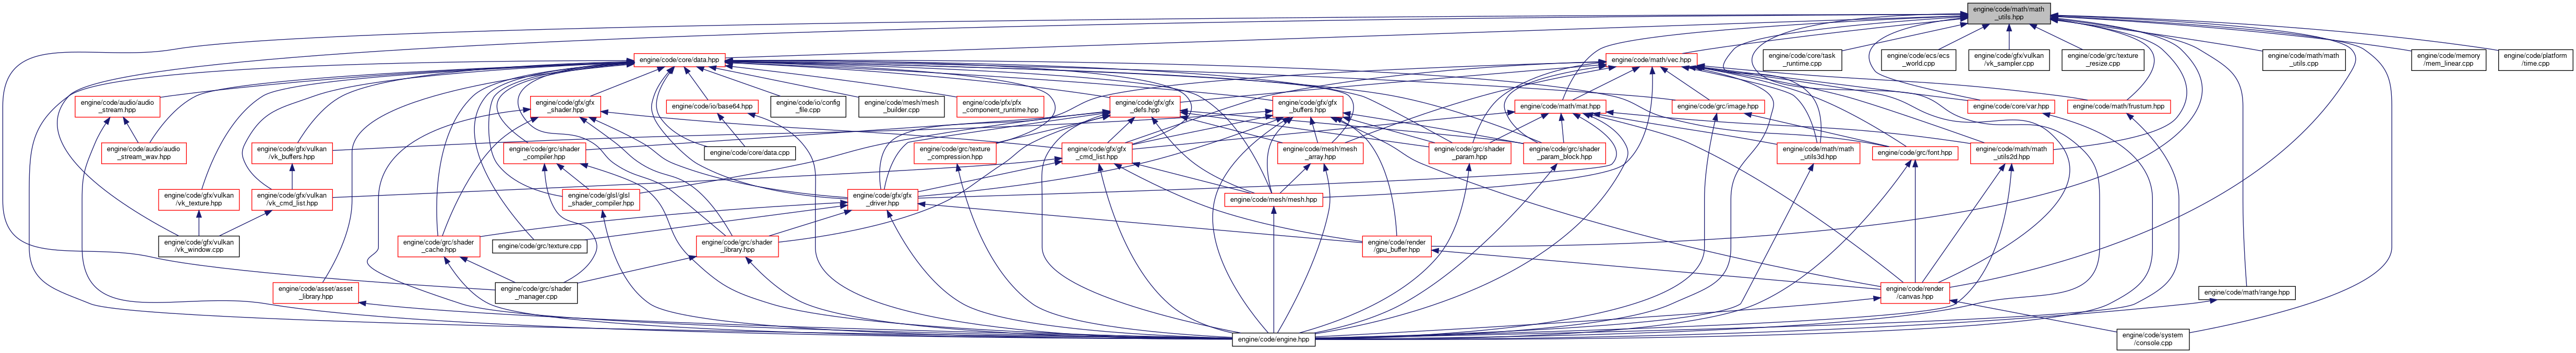 engine/code/math/math
_utils.hpp
engine/code/core/data.hpp
engine/code/math/vec.hpp
engine/code/core/task
_runtime.cpp
engine/code/ecs/ecs
_world.cpp
engine/code/gfx/vulkan
/vk_sampler.cpp
engine/code/grc/texture
_resize.cpp
engine/code/math/math
_utils.cpp
engine/code/memory
/mem_linear.cpp
engine/code/platform
/time.cpp
engine/code/audio/audio
_stream.hpp
engine/code/gfx/gfx
_shader.hpp
engine/code/io/base64.hpp
engine/code/io/config
_file.cpp
engine/code/mesh/mesh
_builder.cpp
engine/code/pfx/pfx
_component_runtime.hpp
engine/code/gfx/gfx
_defs.hpp
engine/code/gfx/gfx
_buffers.hpp
engine/code/math/mat.hpp
engine/code/grc/image.hpp
engine/code/core/var.hpp
engine/code/math/frustum.hpp
engine/code/audio/audio
_stream_wav.hpp
engine/code/gfx/vulkan
/vk_buffers.hpp
engine/code/grc/shader
_compiler.hpp
engine/code/core/data.cpp
engine/code/grc/texture
_compression.hpp
engine/code/gfx/gfx
_cmd_list.hpp
engine/code/mesh/mesh
_array.hpp
engine/code/grc/shader
_param.hpp
engine/code/grc/shader
_param_block.hpp
engine/code/math/math
_utils3d.hpp
engine/code/grc/font.hpp
engine/code/math/math
_utils2d.hpp
engine/code/gfx/vulkan
/vk_texture.hpp
engine/code/gfx/vulkan
/vk_cmd_list.hpp
engine/code/glsl/glsl
_shader_compiler.hpp
engine/code/gfx/gfx
_driver.hpp
engine/code/mesh/mesh.hpp
engine/code/gfx/vulkan
/vk_window.cpp
engine/code/grc/shader
_cache.hpp
engine/code/grc/texture.cpp
engine/code/grc/shader
_library.hpp
engine/code/render
/gpu_buffer.hpp
engine/code/asset/asset
_library.hpp
engine/code/grc/shader
_manager.cpp
engine/code/render
/canvas.hpp
engine/code/math/range.hpp
engine/code/engine.hpp
engine/code/system
/console.cpp